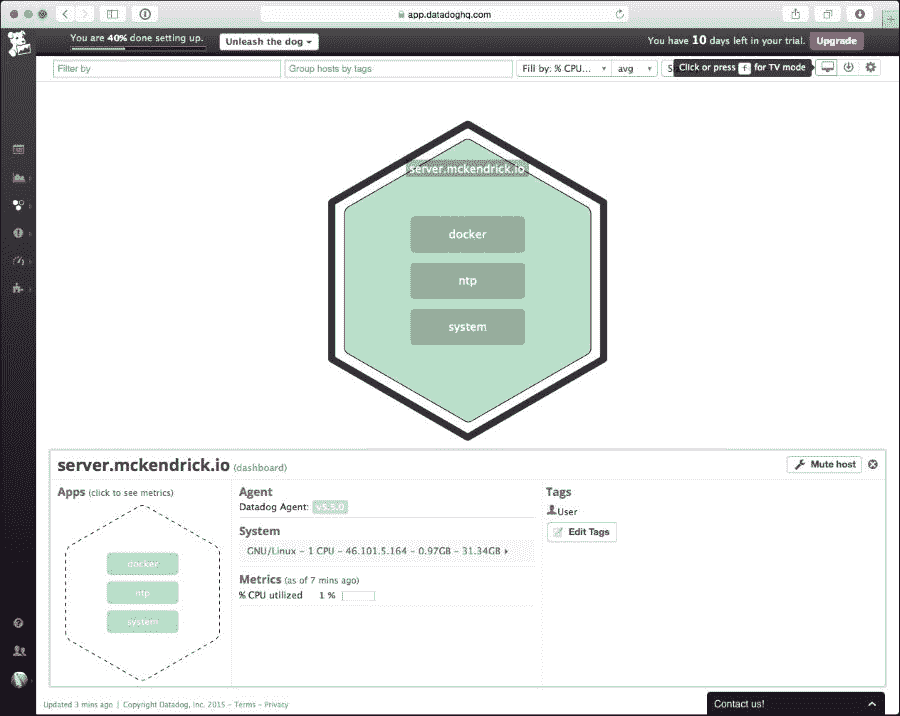 app.datadoghq.com
You are 40% done setting up.
Unleash the dog
You have 10 days left in your trial.
Upgrade
Filter by
Group hosts by tags
Fill by: % CPU...
avg
S
Click or press f for TV mode
server.mckendrick.io
docker
ntp
system
server.mckendrick.io (dashboard)
Mute host
Apps (click to see metrics)
docker
ntp
system
Agent
Datadog Agent: v5.5.0
System
GNU/Linux – 1 CPU – 46.101.5.164 – 0.97GB – 31.34GB
Metrics (as of 7 mins ago)
% CPU utilized 1 %
Tags
User
Edit Tags
Updated 3 mins ago | Copyright Datadog, Inc. 2015 – Terms – Privacy
Contact us!